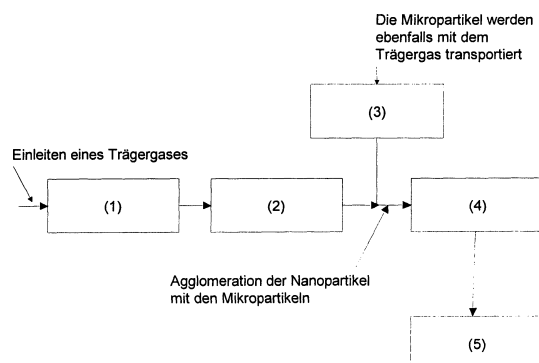 Die Mikropartikel werden
ebenfalls mit dem
Trägergas transportiert
(3)
Einleiten eines Trägergases
(1)
(2)
(4)
Agglomeration der Nanopartikel
mit den Mikropartikeln
(5)